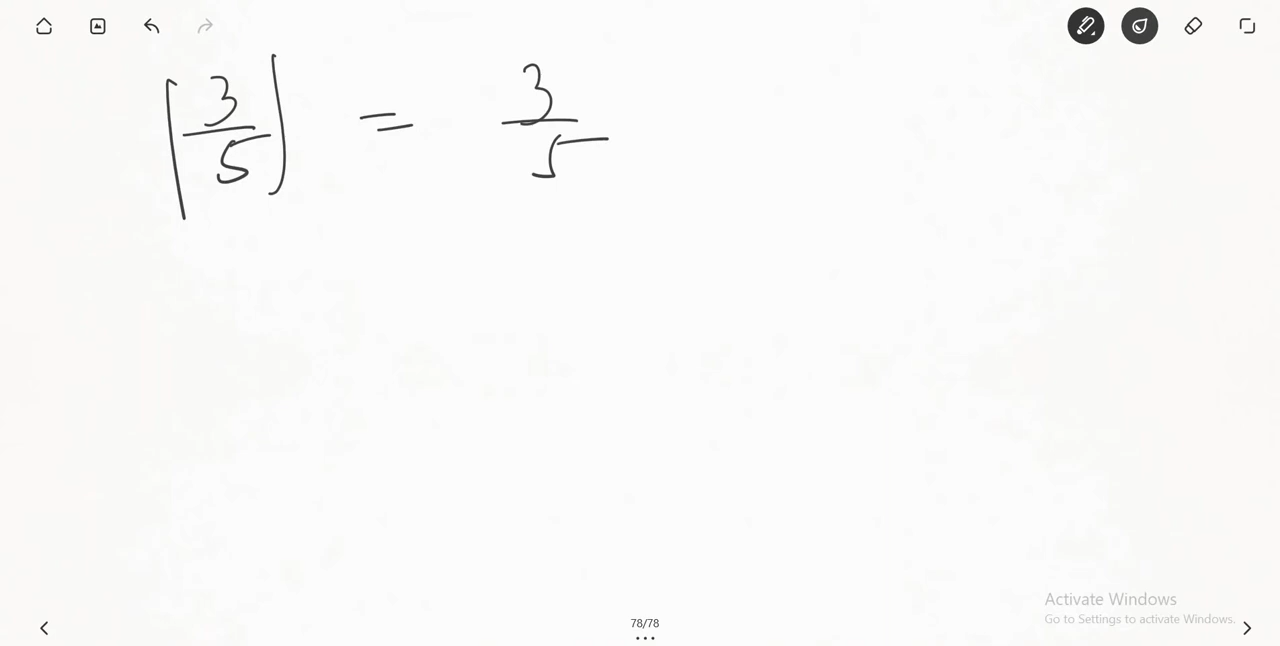 |3/5| = 3/5
Activate Windows
Go to Settings to activate Windows.
78/78